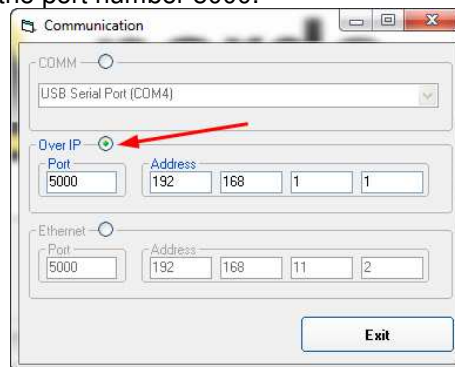 the port number 5000.
Communication
COMM
USB Serial Port (COM4)
Over IP
Port Address
5000 192 168 1 1
Ethernet
Port Address
5000 192 168 11 2
Exit